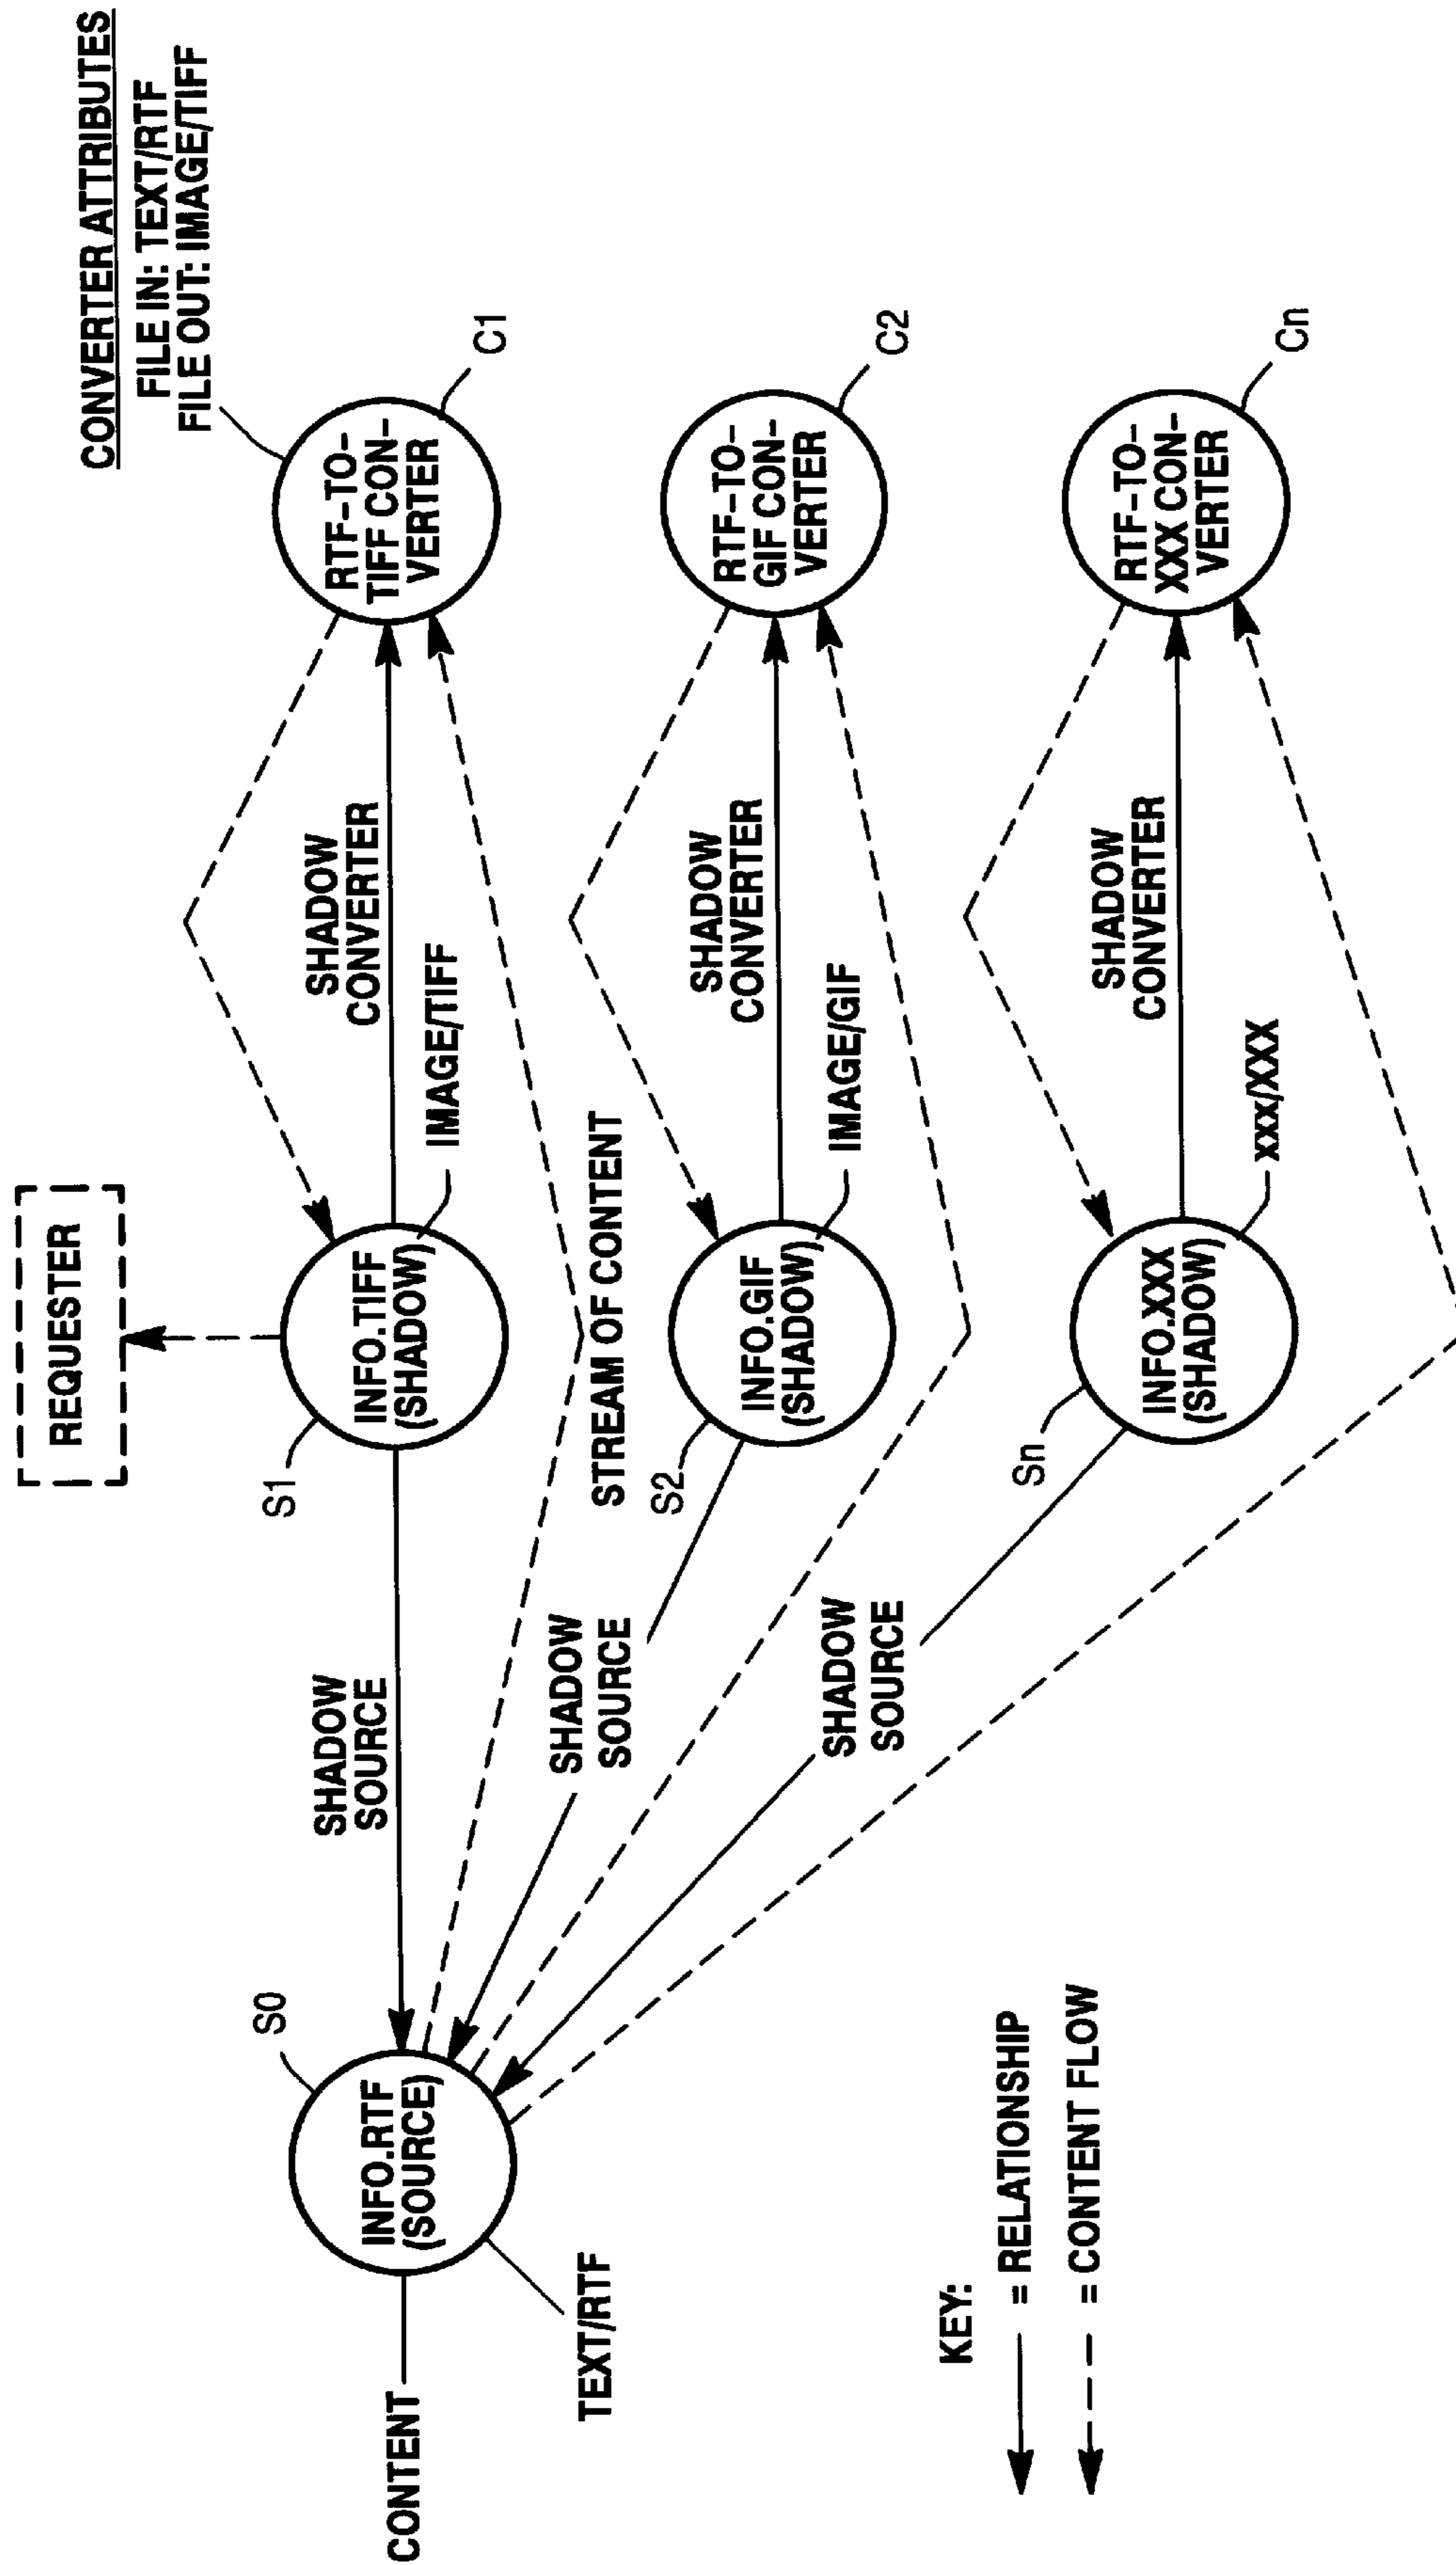 CONVERTER ATTRIBUTES
FILE IN: TEXT/RTF
FILE OUT: IMAGE/TIFF
REQUESTER
S0
INFO.RTF
(SOURCE)
CONTENT
TEXT/RTF
SHADOW
SOURCE
S1
INFO.TIFF
(SHADOW)
IMAGE/TIFF
SHADOW
CONVERTER
RTF-TO-
TIFF CON-
VERTER
C1
STREAM OF CONTENT
SHADOW
SOURCE
S2
INFO.GIF
(SHADOW)
IMAGE/GIF
SHADOW
CONVERTER
RTF-TO-
GIF CON-
VERTER
C2
SHADOW
SOURCE
Sn
INFO.XXX
(SHADOW)
xxx/XXX
SHADOW
CONVERTER
RTF-TO-
XXX CON-
VERTER
Cn
KEY:
= RELATIONSHIP
= CONTENT FLOW